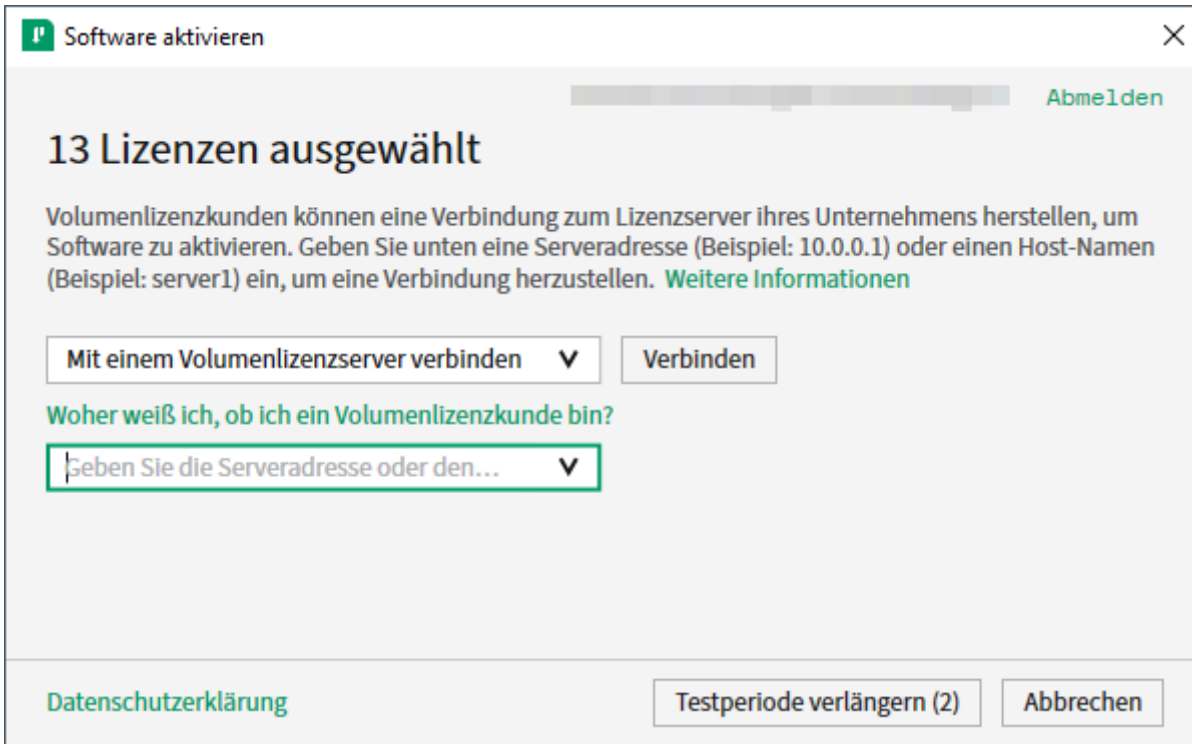 Software aktivieren
Abmelden
13 Lizenzen ausgewählt
Volumenlizenzkunden können eine Verbindung zum Lizenzserver ihres Unternehmens herstellen, um
Software zu aktivieren. Geben Sie unten eine Serveradresse (Beispiel: 10.0.0.1) oder einen Host-Namen
(Beispiel: server1) ein, um eine Verbindung herzustellen. Weitere Informationen
Mit einem Volumenlizenzserver verbinden
Verbinden
Woher weiß ich, ob ich ein Volumenlizenzkunde bin?
Geben Sie die Serveradresse oder den...
Datenschutzerklärung
Testperiode verlängern (2)
Abbrechen